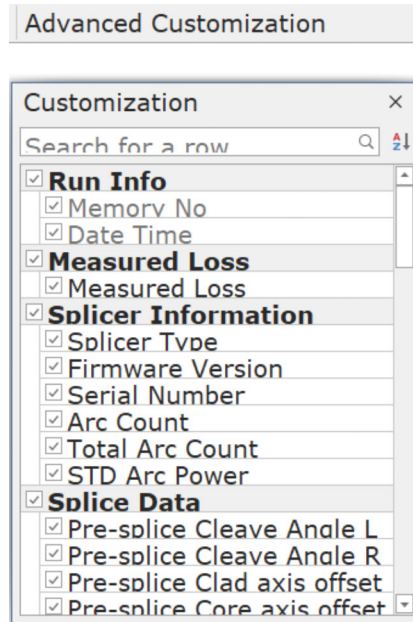 Advanced Customization
Customization
Search for a row
Run Info
Memory No
Date Time
Measured Loss
Measured Loss
Splicer Information
Splicer Type
Firmware Version
Serial Number
Arc Count
Total Arc Count
STD Arc Power
Splice Data
Pre-splice Cleave Angle L
Pre-splice Cleave Angle R
Pre-splice Clad axis offset
Pre-splice Core axis offset